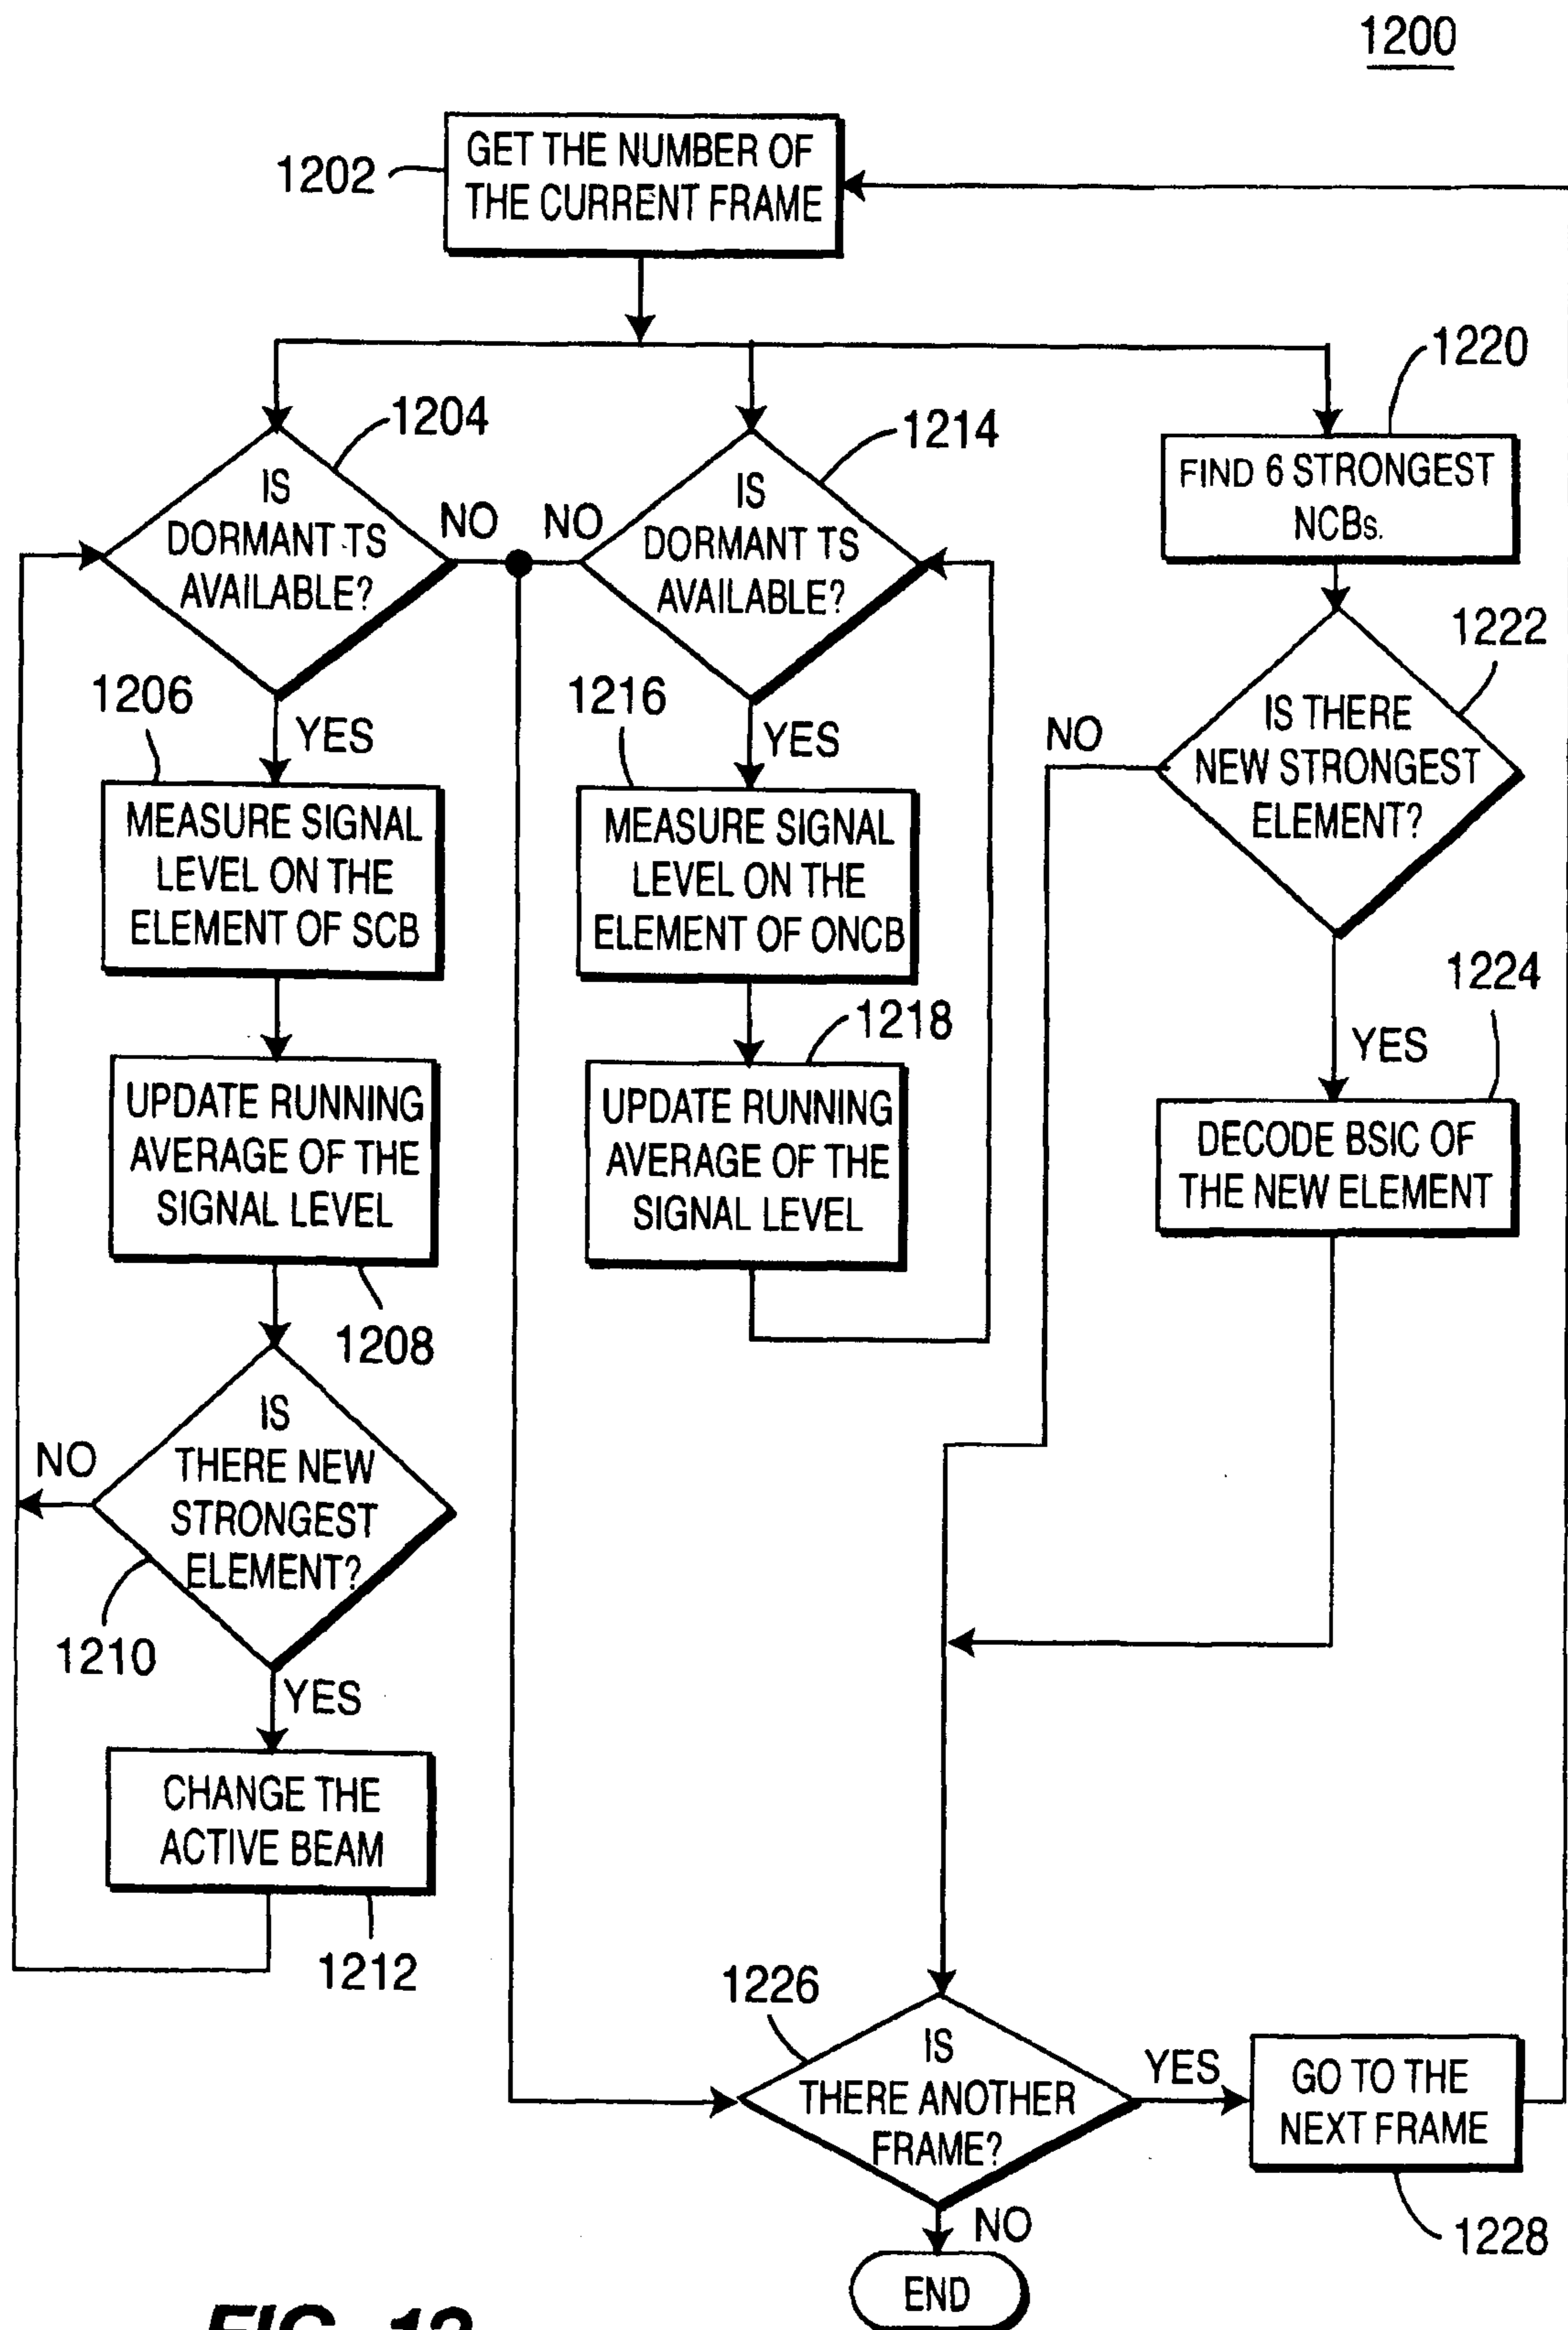 1200
GET THE NUMBER OF
THE CURRENT FRAME
1202
1204
IS
DORMANT TS
AVAILABLE?
NO
YES
1206
MEASURE SIGNAL
LEVEL ON THE
ELEMENT OF SCB
UPDATE RUNNING
AVERAGE OF THE
SIGNAL LEVEL
1208
IS
THERE NEW
STRONGEST
ELEMENT?
NO
1210
YES
CHANGE THE
ACTIVE BEAM
1212
1214
IS
DORMANT TS
AVAILABLE?
NO
YES
1216
MEASURE SIGNAL
LEVEL ON THE
ELEMENT OF ONCB
1218
UPDATE RUNNING
AVERAGE OF THE
SIGNAL LEVEL
1220
FIND 6 STRONGEST
NCBs.
1222
IS THERE
NEW STRONGEST
ELEMENT?
NO
YES
1224
DECODE BSIC OF
THE NEW ELEMENT
1226
IS
THERE ANOTHER
FRAME?
YES
NO
GO TO THE
NEXT FRAME
1228
END
FIG. 12